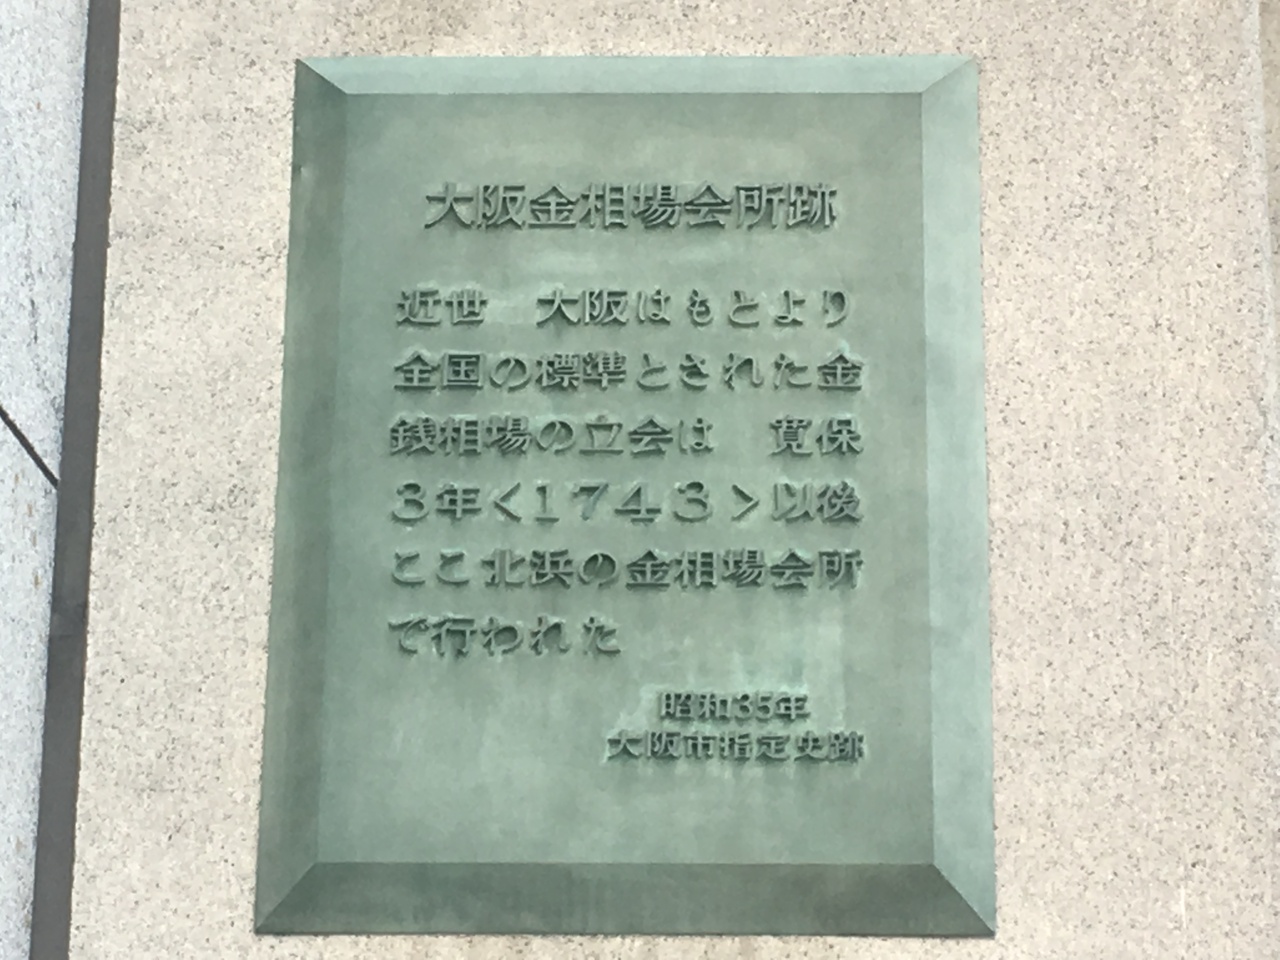 大阪金相場会所跡
近世　大阪はもとより
全国の標準とされた金
銭相場の立会は　寛保
3年<1743>以後
ここ北浜の金相場会所
で行われた
昭和35年
大阪市指定史跡